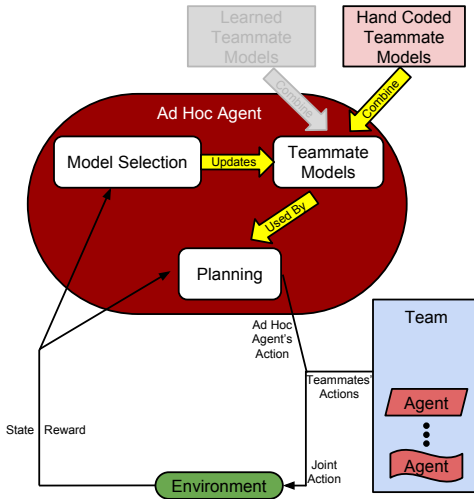 Learned
Teammate
Models
Hand Coded
Teammate
Models
Combine
Combine
Ad Hoc Agent
Model Selection
Updates
Teammate
Models
Used By
Planning
Ad Hoc
Agent's
Action
Team
Teammates'
Actions
Agent
Agent
State
Reward
Joint
Action
Environment